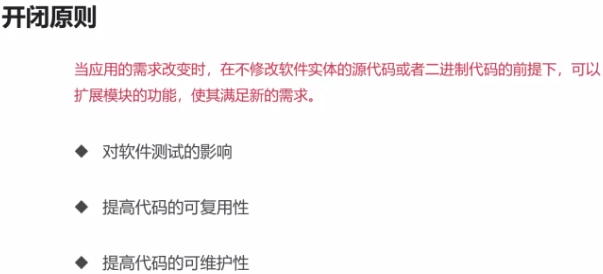 开闭原则
当应用的需求改变时，在不修改软件实体的源代码或者二进制代码的前提下，可以
扩展模块的功能，使其满足新的需求。
◆ 对软件测试的影响
◆ 提高代码的可复用性
◆ 提高代码的可维护性